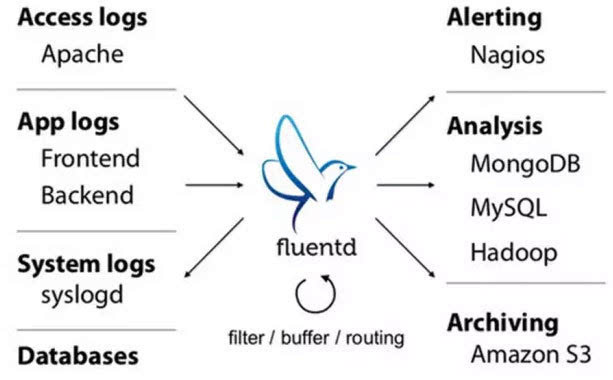 Access logs
Apache
App logs
Frontend
Backend
System logs
syslogd
Databases
fluentd
filter / buffer / routing
Alerting
Nagios
Analysis
MongoDB
MySQL
Hadoop
Archiving
Amazon S3